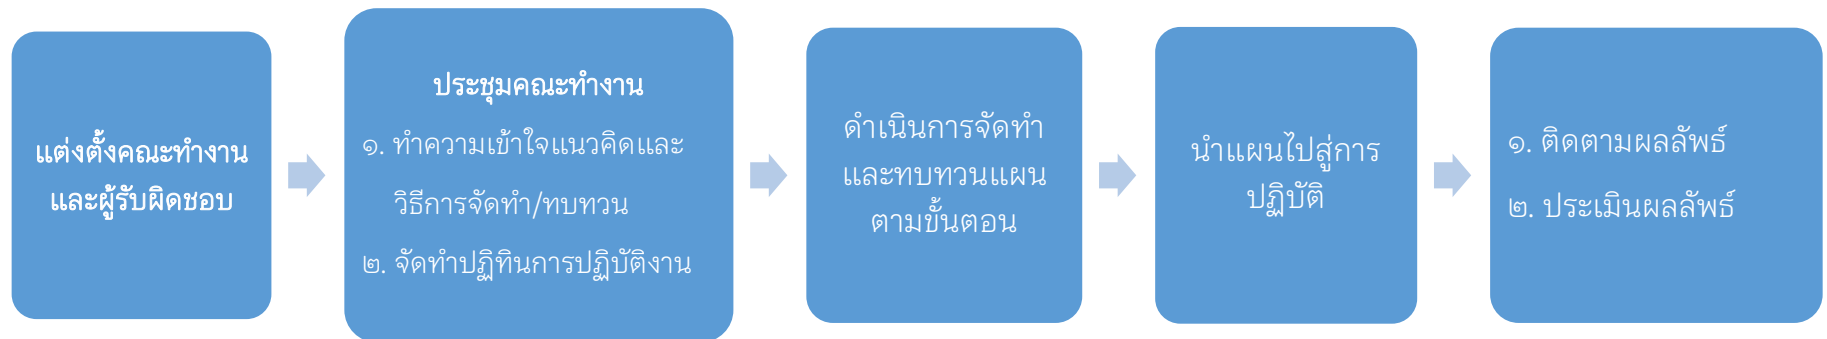 แต่งตั้งคณะทำงาน
และผู้รับผิดชอบ
ประชุมคณะทำงาน
๑. ทำความเข้าใจแนวคิดและ
วิธีการจัดทำ/ทบทวน
๒. จัดทำปฏิทินการปฏิบัติงาน
ดำเนินการจัดทำ
และทบทวนแผน
ตามขั้นตอน
นำแผนไปสู่การ
ปฏิบัติ
๑. ติดตามผลลัพธ์
๒. ประเมินผลลัพธ์